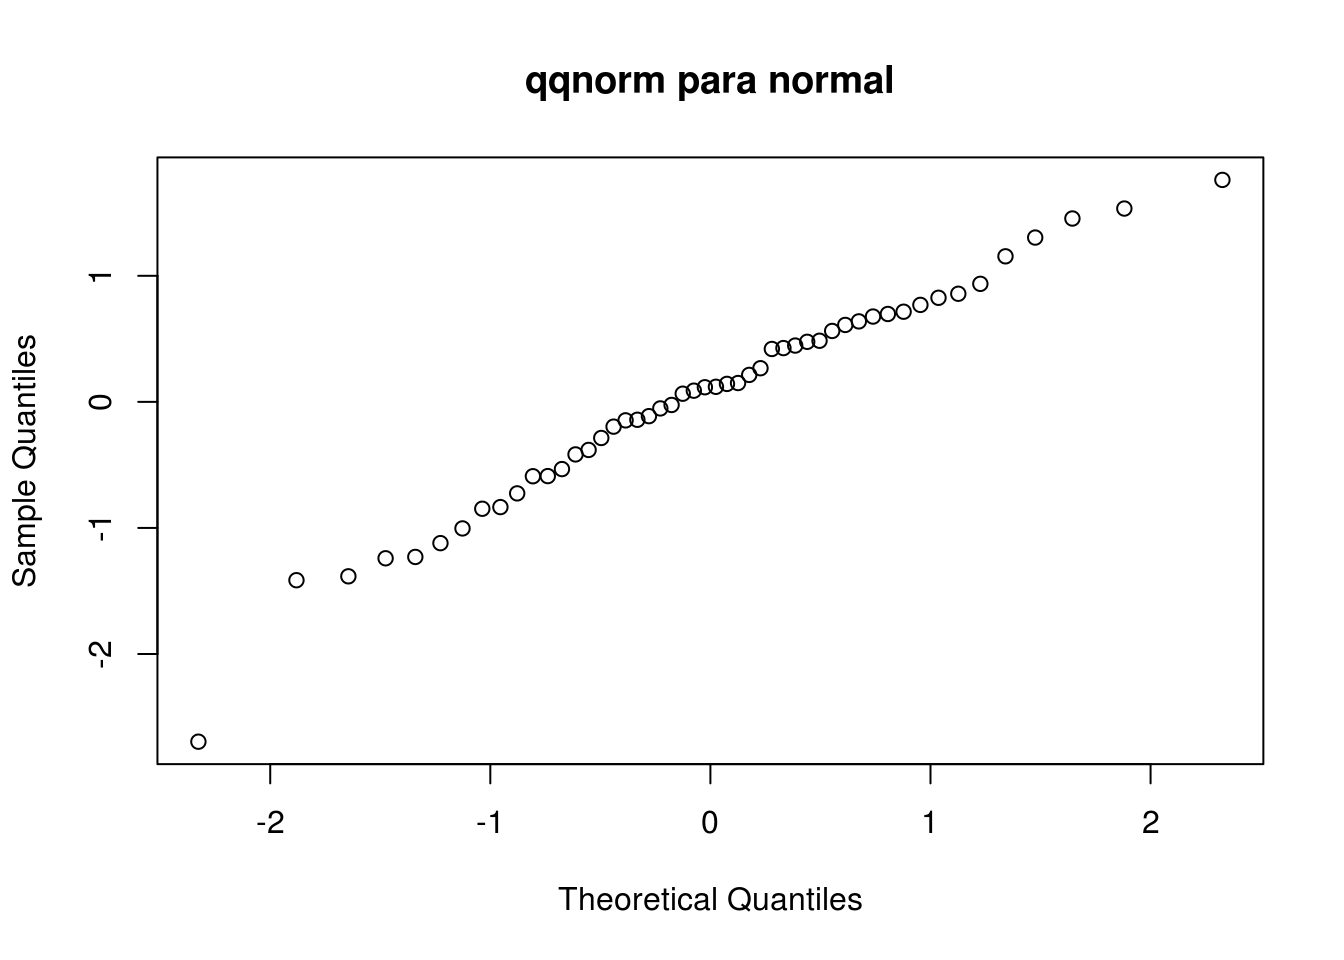 qqnorm para normal
Sample Quantiles
1
0
-1
-2
-2 -1 0 1 2
Theoretical Quantiles